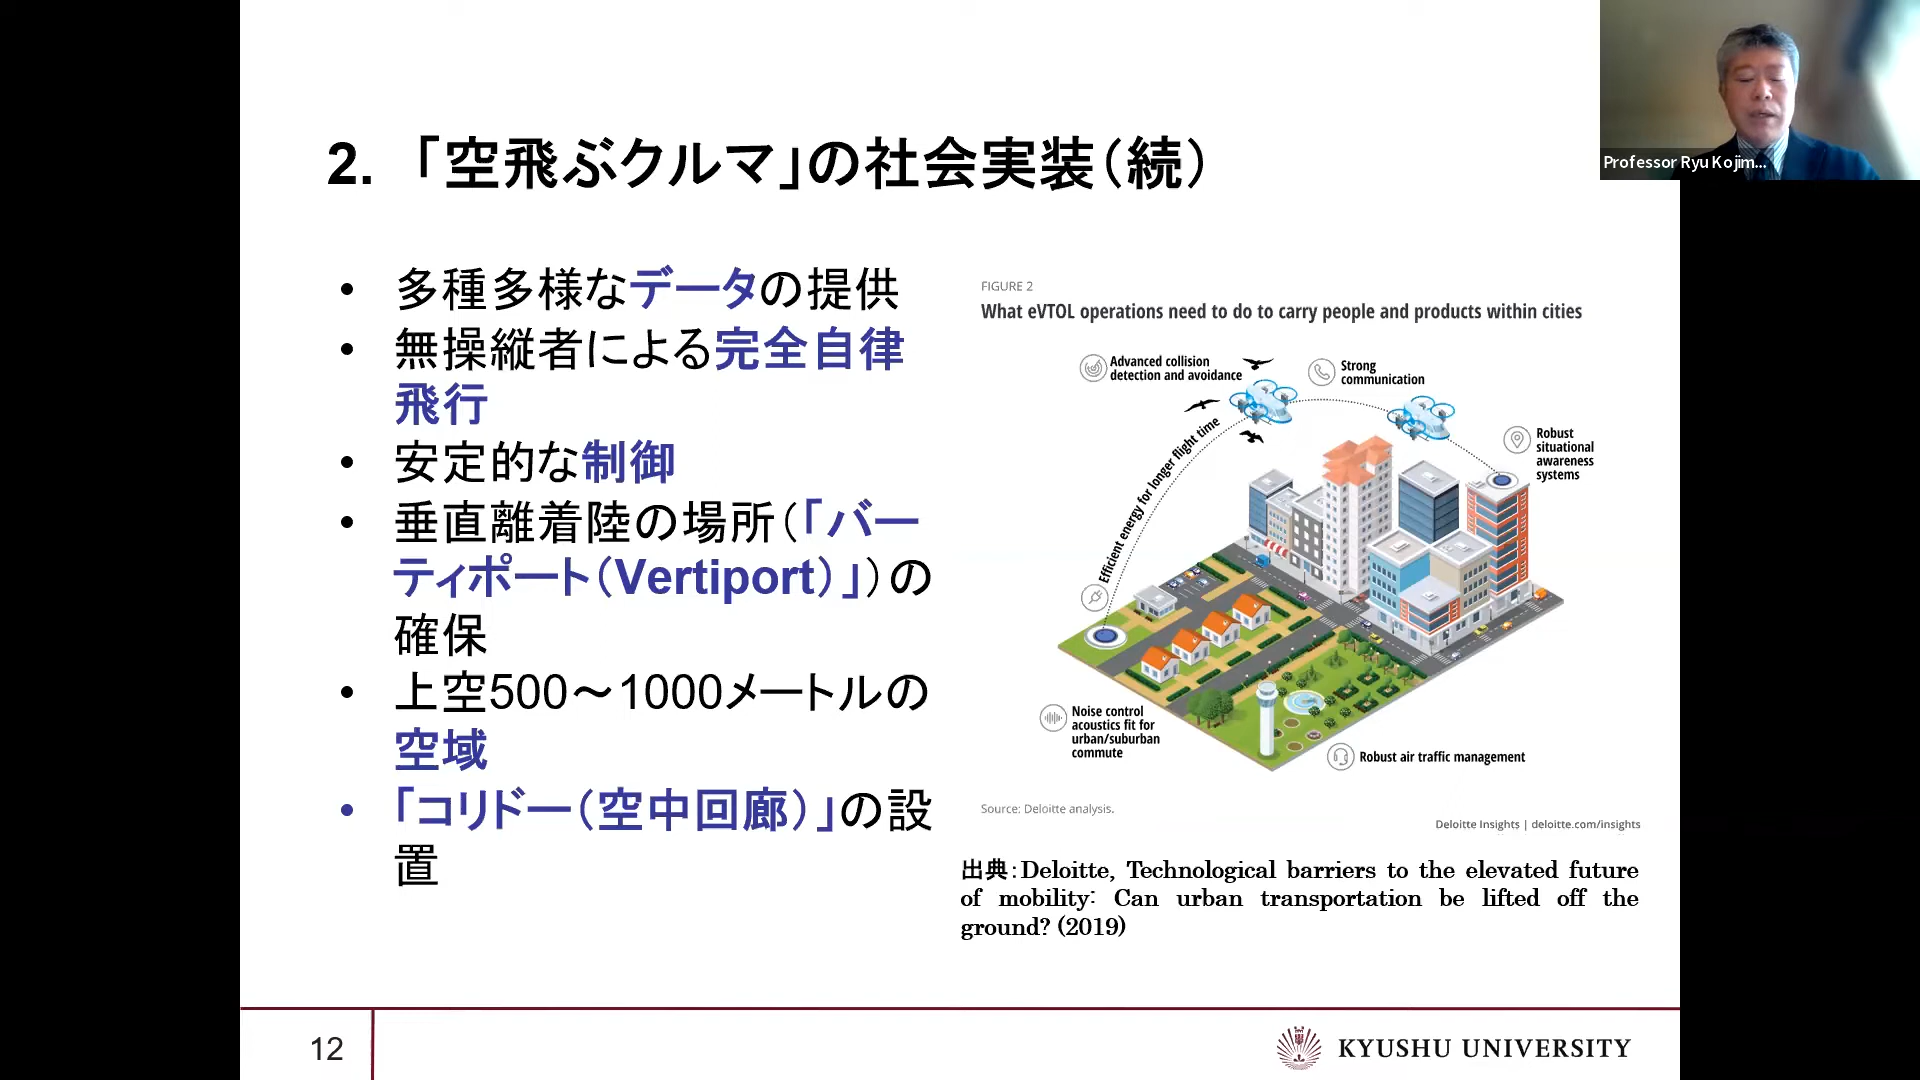 2. 「空飛ぶクルマ」の社会実装（続）
• 多種多様なデータの提供
• 無操縦者による完全自律
飛行
• 安定的な制御
• 垂直離着陸の場所（「バー
ティポート（Vertiport）」）の
確保
• 上空500～1000メートルの
空域
• 「コリドー（空中回廊）」の設
置
FIGURE 2
What eVTOL operations need to do to carry people and products within cities
Advanced collision
detection and avoidance
Strong
communication
Robust
situational
awareness
systems
Efficient energy for longer flight time
Noise control
acoustics fit for
urban/suburban
commute
Robust air traffic management
Source: Deloitte analysis.
Deloitte Insights | deloitte.com/insights
出典：Deloitte, Technological barriers to the elevated future
of mobility: Can urban transportation be lifted off the
ground? (2019)
12
KYUSHU UNIVERSITY
Professor Ryu Kojim...